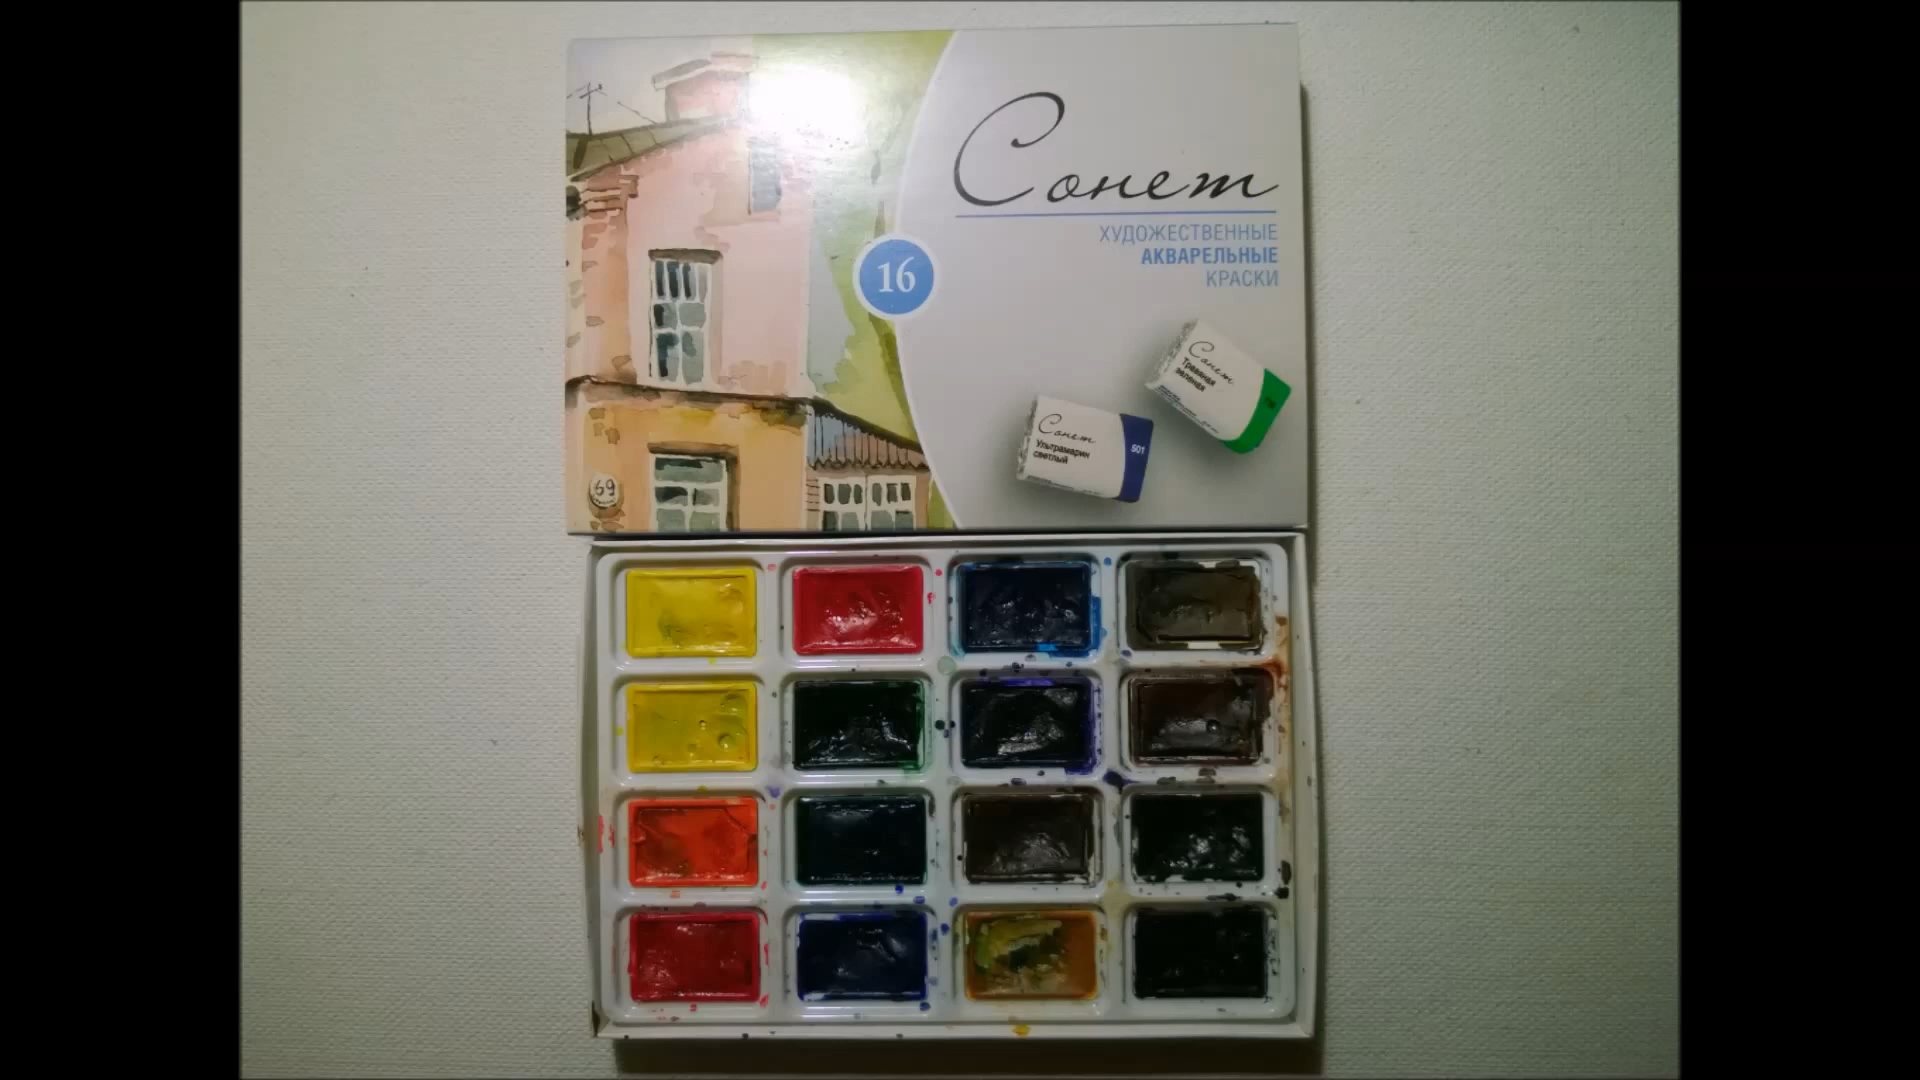 Сонет
ХУДОЖЕСТВЕННЫЕ
АКВАРЕЛЬНЫЕ
КРАСКИ
16
Сонет
Травяная
зеленая
Сонет
Ультрамарин
светлый
501
69